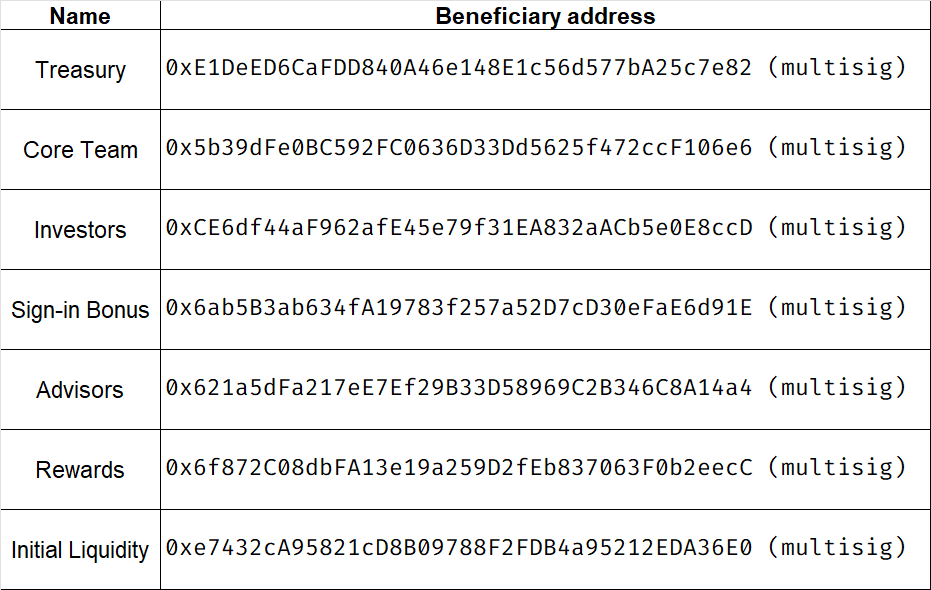 Name Beneficiary address
Treasury 0xE1DeED6CaFDD840A46e148E1c56d577bA25c7e82 (multisig)
Core Team 0x5b39dFe0BC592FC0636D33Dd5625f472ccF106e6 (multisig)
Investors 0xCE6df44aF962afE45e79f31EA832aACb5e0E8ccD (multisig)
Sign-in Bonus 0x6ab5B3ab634fA19783f257a52D7cD30eFaE6d91E (multisig)
Advisors 0x621a5dFa217eE7Ef29B33D58969C2B346C8A14a4 (multisig)
Rewards 0x6f872C08dbFA13e19a259D2fEb837063F0b2eecC (multisig)
Initial Liquidity 0xe7432cA95821cD8B09788F2FDB4a95212EDA36E0 (multisig)